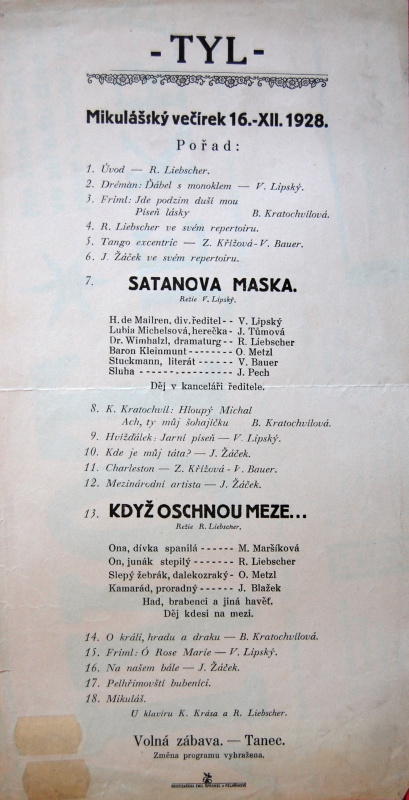 - TYL -
Mikulášský večírek 16.-XII. 1928.
Pořad:
1. Úvod — R. Liebscher.
2. Dréman: Ďábel s monoklem — V. Lipský.
3. Friml: Jde podzim duší mou
Píseň lásky B. Kratochvílová.
4. R. Liebscher ve svém repertoiru.
5. Tango excentric — Z. Křížová-V. Bauer.
6. J. Žáček ve svém repertoiru.
7. SATANOVA MASKA.
Režie V. Lipský.
H. de Mailren, div. ředitel - - V. Lipský
Lubia Michelsová, herečka - J. Tůmová
Dr. Wimhalzl, dramaturg - - R. Liebscher
Baron Kleinmunt - - - - - - - - O. Metzl
Stuckmann, literát - - - - - - V. Bauer
Sluha - - - - - - - - - - - - - - J. Pech
Děj v kanceláři ředitele.
8. K. Kratochvíl: Hloupý Michal
Ach, ty můj šohajíčku B. Kratochvílová.
9. Hvižďálek: Jarní píseň — V. Lipský.
10. Kde je můj táta? — J. Žáček.
11. Charleston — Z. Křížová - V. Bauer.
12. Mezinárodní artista — J. Žáček.
13. KDYŽ OSCHNOU MEZE...
Režie R. Liebscher.
Ona, dívka spanilá - - - - - - M. Maršíková
On, junák stepilý - - - - - - - R. Liebscher
Slepý žebrák, dalekozraký - O. Metzl
Kamarád, proradný - - - - - - J. Blažek
Had, brabenci a jiná havěť.
Děj kdesi na mezi.
14. O králi, hradu a draku — B. Kratochvílová.
15. Friml: Ó Rose Marie — V. Lipský.
16. Na našem bále — J. Žáček.
17. Pelhřimovští bubeníci.
18. Mikuláš.
U klavíru K. Krása a R. Liebscher.
Volná zábava. — Tanec.
Změna programu vyhražena.